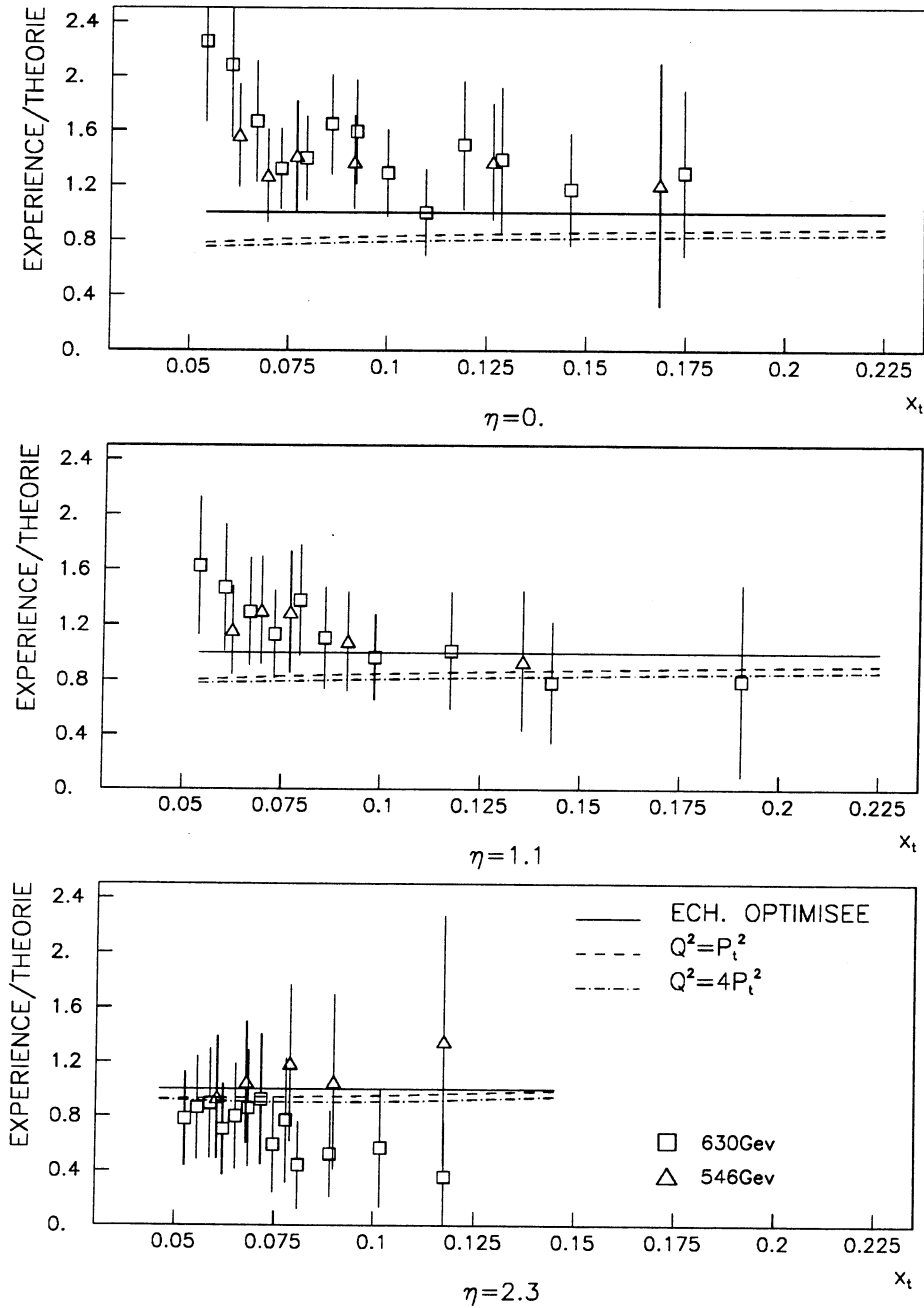 EXPERIENCE/THEORIE
2.4
2.
1.6
1.2
0.8
0.4
0.
0.05 0.075 0.1 0.125 0.15 0.175 0.2 0.225
x_t
η=0.
EXPERIENCE/THEORIE
2.4
2.
1.6
1.2
0.8
0.4
0.
0.05 0.075 0.1 0.125 0.15 0.175 0.2 0.225
x_t
η=1.1
EXPERIENCE/THEORIE
2.4
2.
1.6
1.2
0.8
0.4
0.
ECH. OPTIMISEE
Q²=P_t²
Q²=4P_t²
630Gev
546Gev
0.05 0.075 0.1 0.125 0.15 0.175 0.2 0.225
x_t
η=2.3